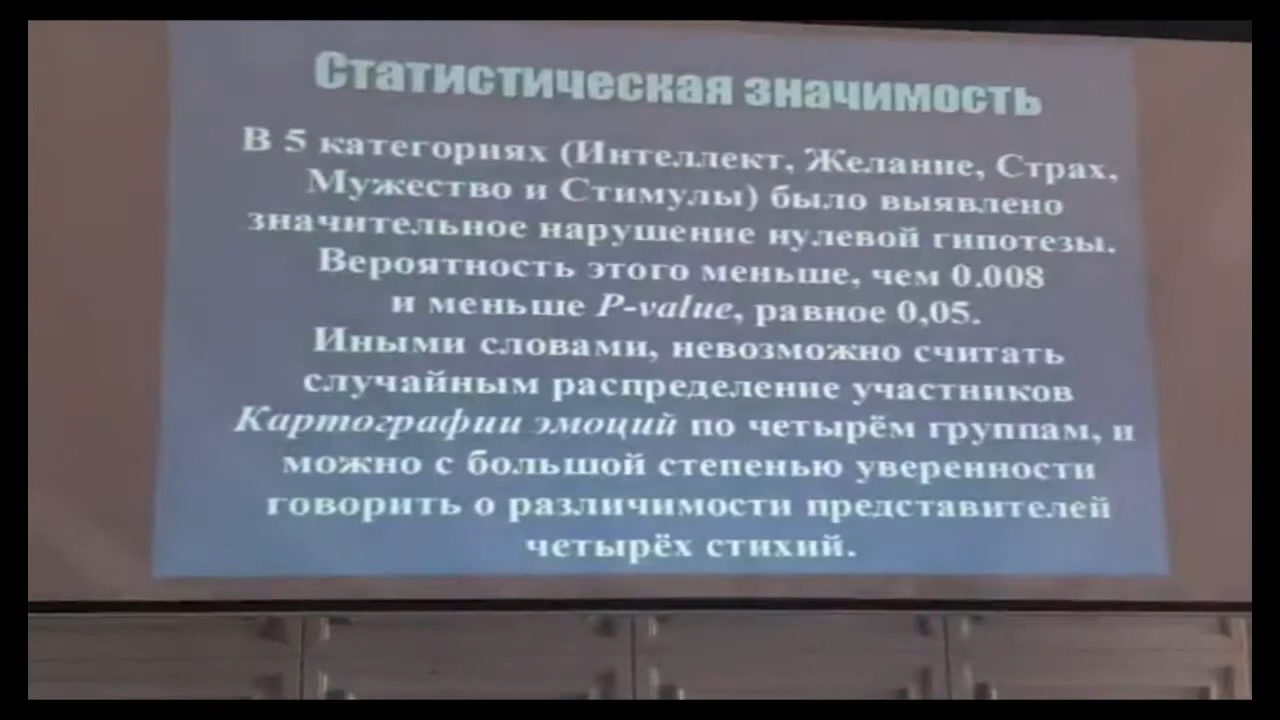 Статистическая значимость
В 5 категориях (Интеллект, Желание, Страх,
Мужество и Стимулы) было выявлено
значительное нарушение нулевой гипотезы.
Вероятность этого меньше, чем 0.008
и меньше P-value, равное 0,05.
Иными словами, невозможно считать
случайным распределение участников
Картографии эмоций по четырём группам, и
можно с большой степенью уверенности
говорить о различимости представителей
четырёх стихий.